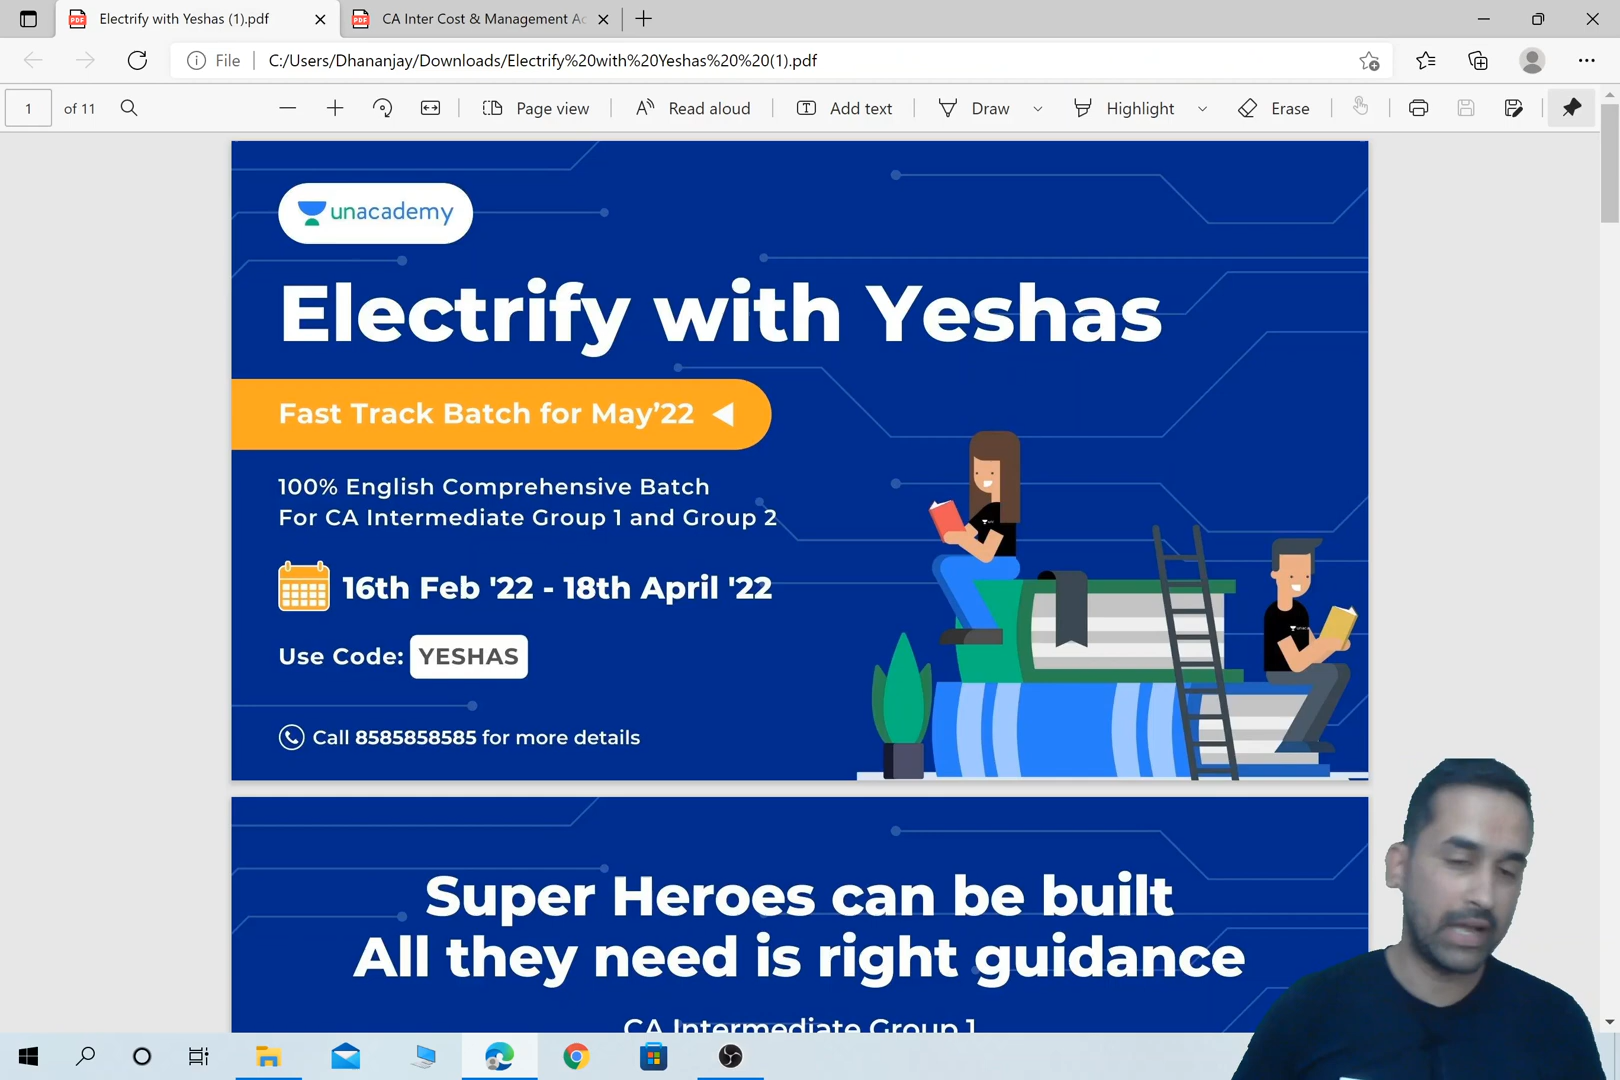 Electrify with Yeshas (1).pdf
CA Inter Cost & Management Ac
File
C:/Users/Dhananjay/Downloads/Electrify%20with%20Yeshas%20%20(1).pdf
1 of 11
Page view
Read aloud
Add text
Draw
Highlight
Erase
unacademy
Electrify with Yeshas
Fast Track Batch for May'22
100% English Comprehensive Batch
For CA Intermediate Group 1 and Group 2
16th Feb '22 - 18th April '22
Use Code: YESHAS
Call 8585858585 for more details
Super Heroes can be built
All they need is right guidance
CA Intermediate Group 1